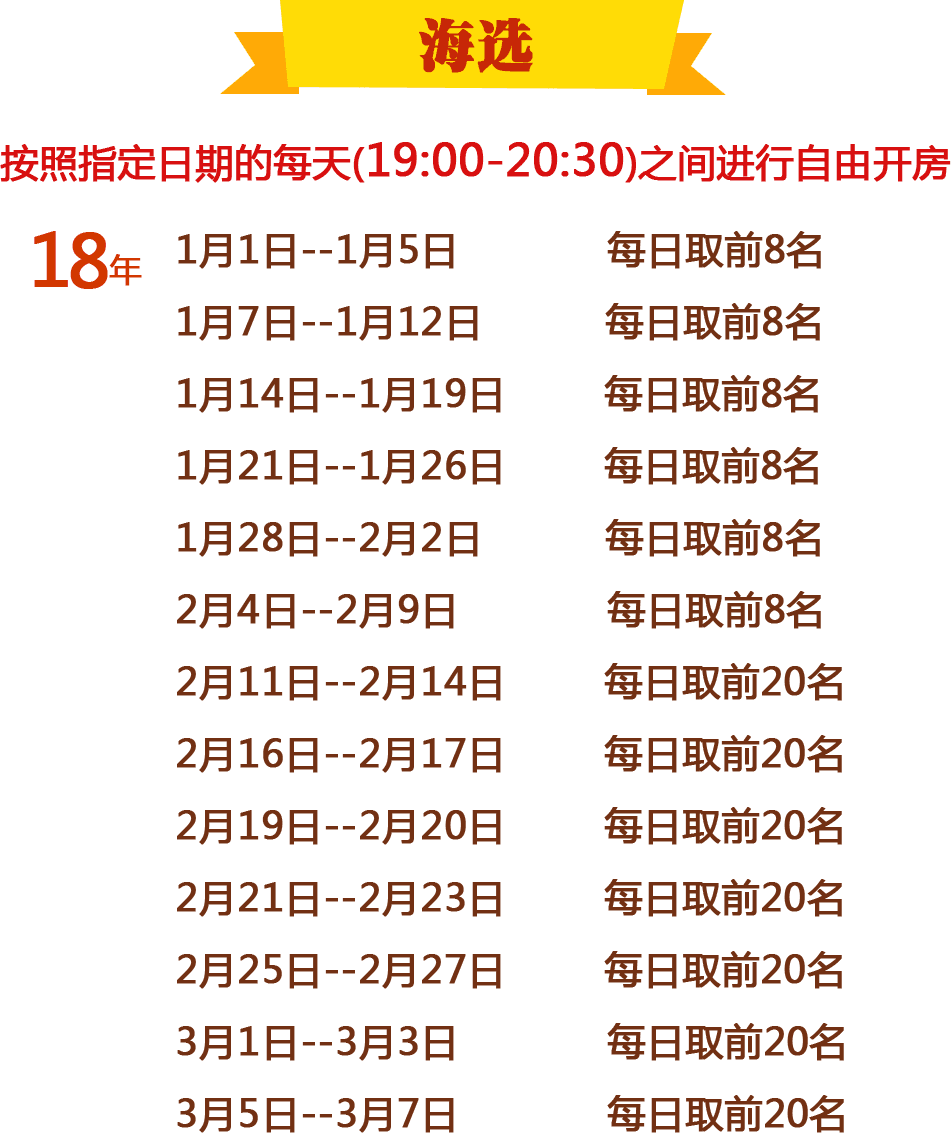 海选
按照指定日期的每天(19:00-20:30)之间进行自由开房
18年 1月1日--1月5日 每日取前8名
1月7日--1月12日 每日取前8名
1月14日--1月19日 每日取前8名
1月21日--1月26日 每日取前8名
1月28日--2月2日 每日取前8名
2月4日--2月9日 每日取前8名
2月11日--2月14日 每日取前20名
2月16日--2月17日 每日取前20名
2月19日--2月20日 每日取前20名
2月21日--2月23日 每日取前20名
2月25日--2月27日 每日取前20名
3月1日--3月3日 每日取前20名
3月5日--3月7日 每日取前20名